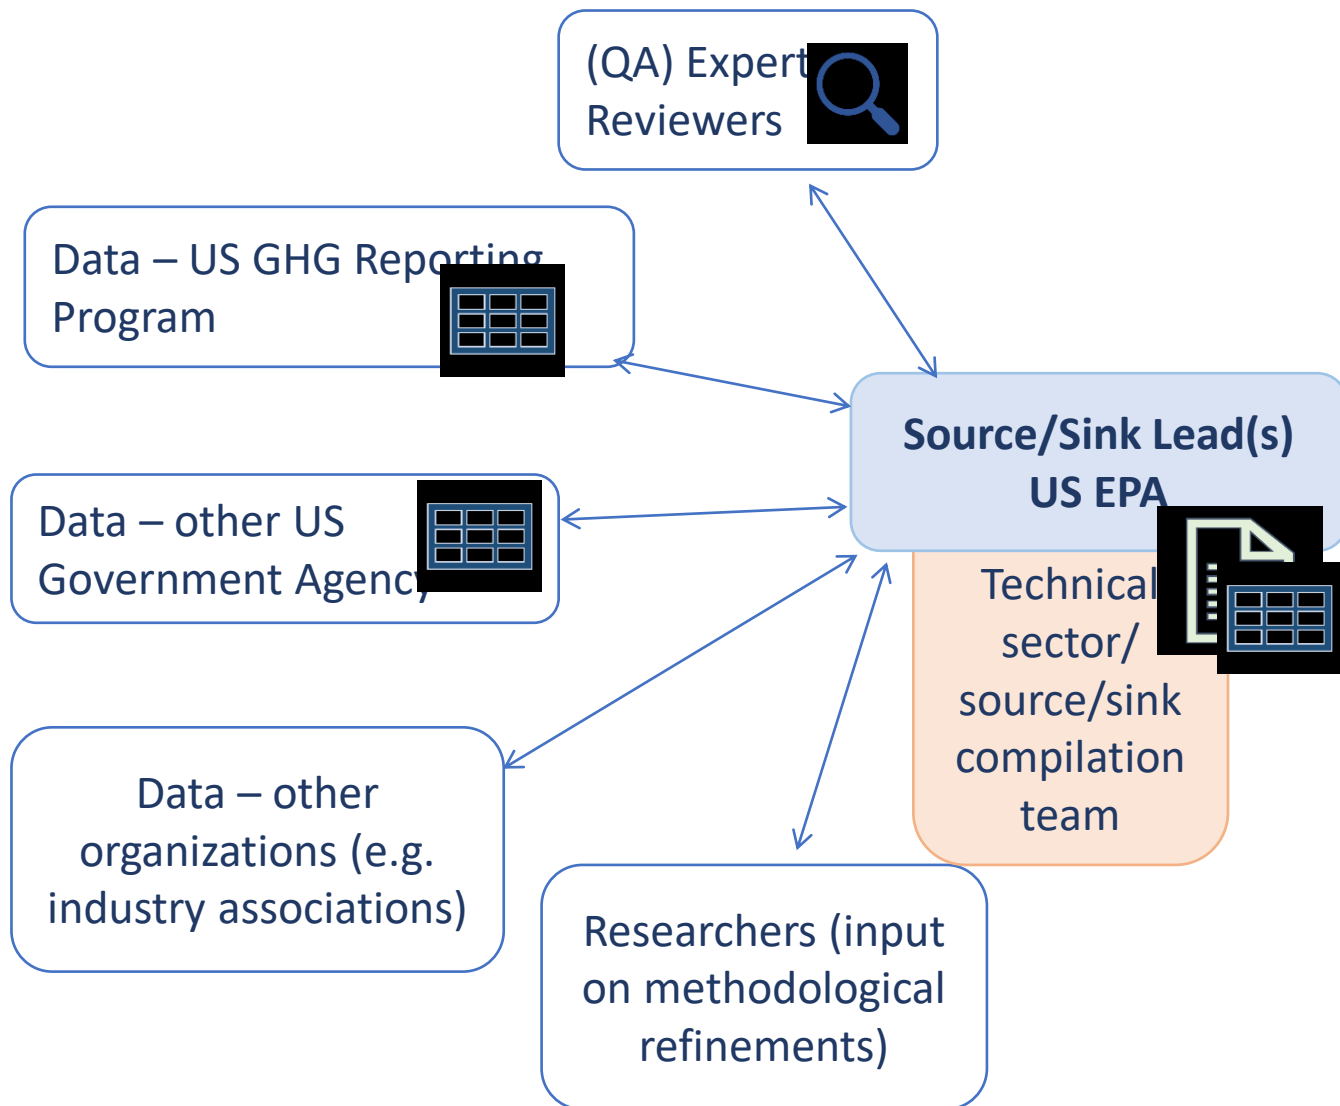 (QA) Expert
Reviewers
Data – US GHG Reporting
Program
Source/Sink Lead(s)
US EPA
Data – other US
Government Agency
Technical
sector/
source/sink
compilation
team
Data – other
organizations (e.g.
industry associations)
Researchers (input
on methodological
refinements)